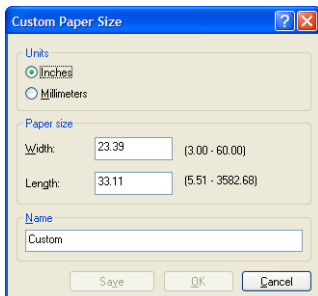 Custom Paper Size
Units
Inches
Millimeters
Paper size
Width: 23.39 (3.00 - 60.00)
Length: 33.11 (5.51 - 3582.68)
Name
Custom
Save OK Cancel